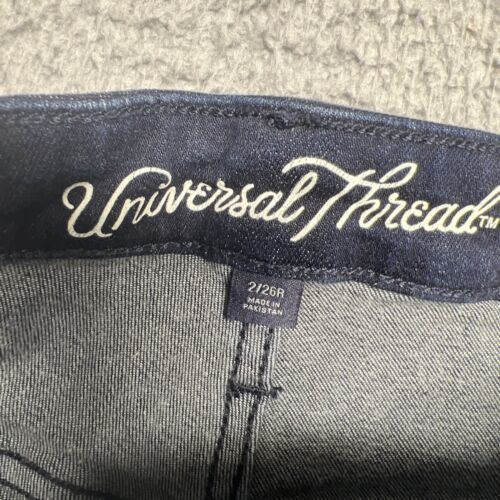 Universal Thread™
2/26R
MADE IN
PAKISTAN